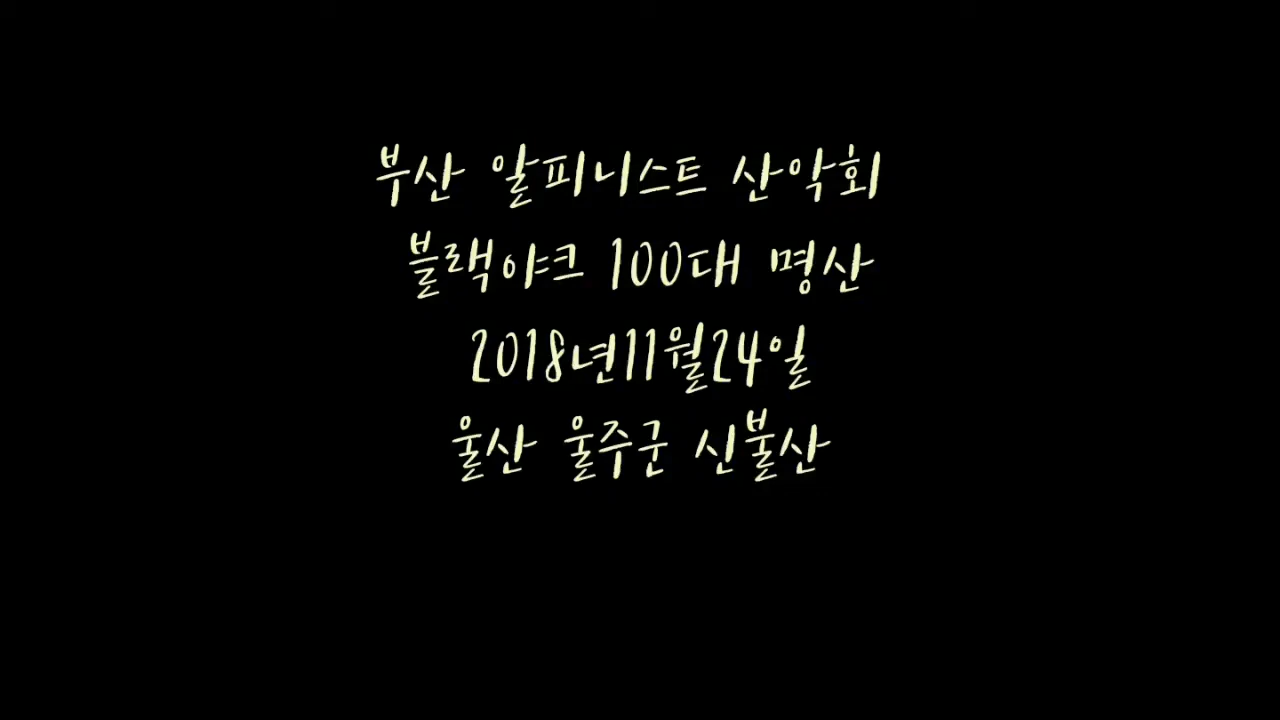 부산 알피니스트 산악회
블랙야크 100대 명산
2018년11월24일
울산 울주군 신불산